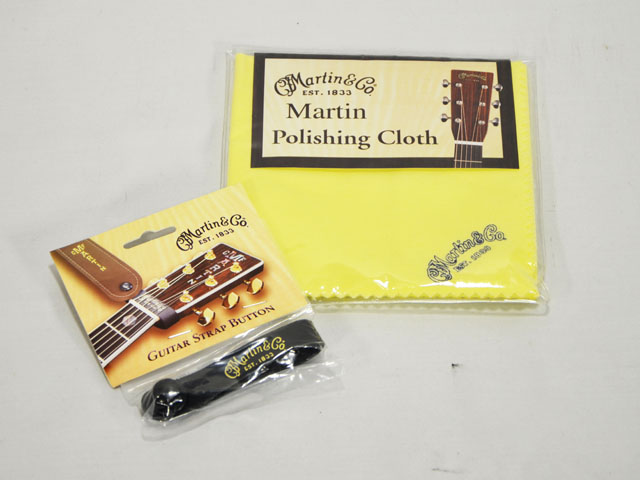 CFMartin & Co.
EST. 1833
Martin
Polishing Cloth
CFMartin & Co.
EST. 1833
CFMartin & Co.
EST. 1833
MARTIN
GUITAR STRAP BUTTON
CFMartin & Co.
EST. 1833